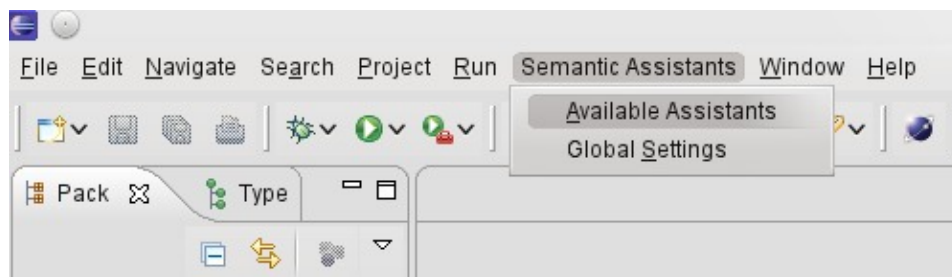 File Edit Navigate Search Project Run Semantic Assistants Window Help
Available Assistants
Global Settings
Pack Type